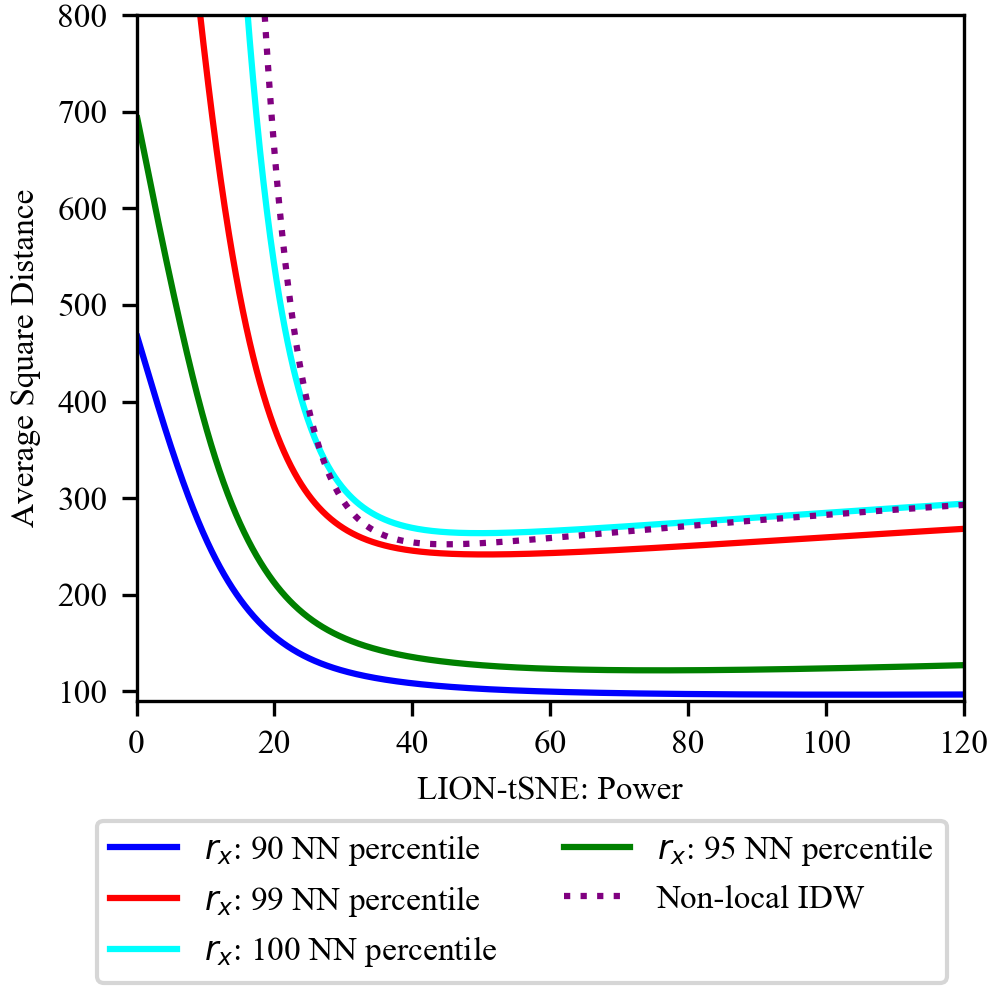 800
700
600
500
400
300
200
100
Average Square Distance
0 20 40 60 80 100 120
LION-tSNE: Power
rₓ: 90 NN percentile
rₓ: 99 NN percentile
rₓ: 100 NN percentile
rₓ: 95 NN percentile
Non-local IDW